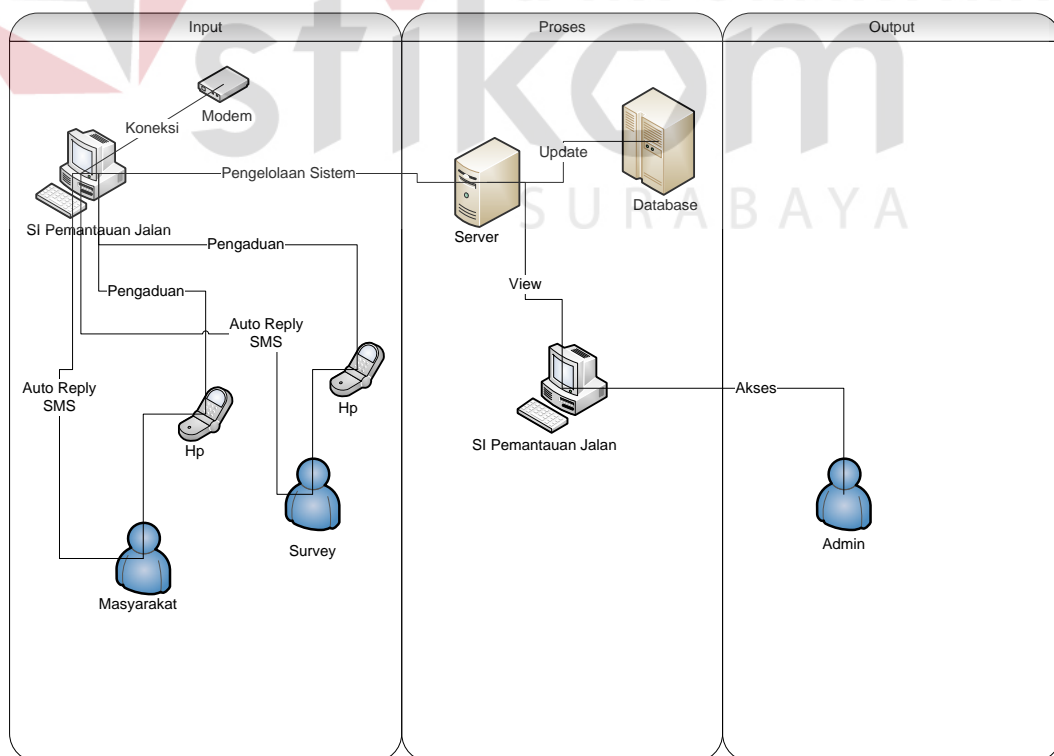 Input
Proses
Output
stikom
SURABAYA
Modem
Koneksi
Pengelolaan Sistem
Update
Database
SI Pemantauan Jalan
Server
Pengaduan
Pengaduan
View
Auto Reply
SMS
Auto Reply
SMS
Hp
Hp
SI Pemantauan Jalan
Akses
Survey
Admin
Masyarakat